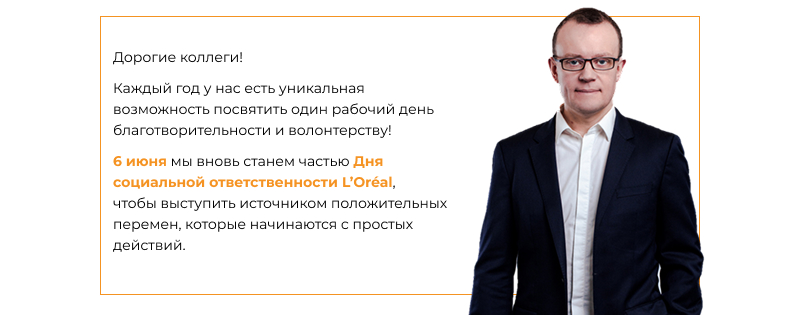 Дорогие коллеги!
Каждый год у нас есть уникальная
возможность посвятить один рабочий день
благотворительности и волонтерству!
6 июня мы вновь станем частью Дня
социальной ответственности L’Oréal,
чтобы выступить источником положительных
перемен, которые начинаются с простых
действий.